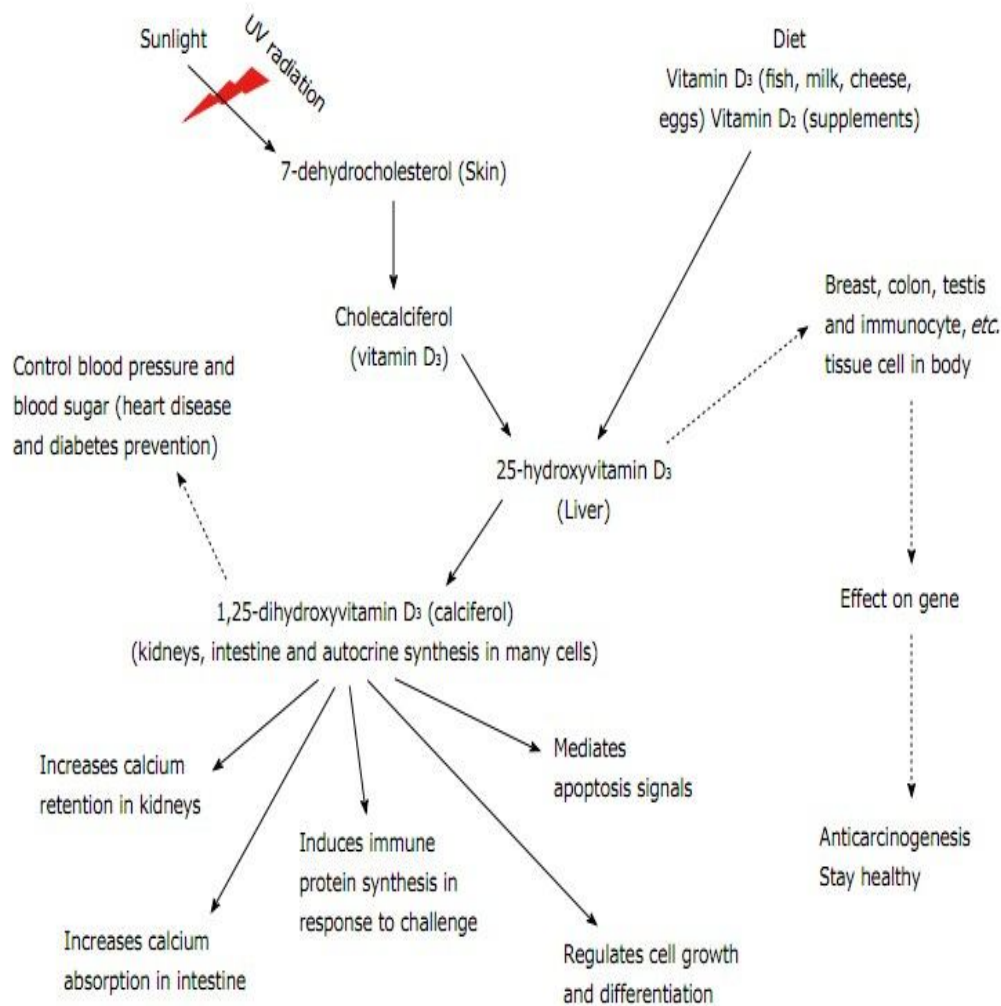 Sunlight
UV radiation
7-dehydrocholesterol (Skin)
Cholecalciferol
(vitamin D₃)
Diet
Vitamin D₃ (fish, milk, cheese,
eggs) Vitamin D₂ (supplements)
Breast, colon, testis
and immunocyte, etc.
tissue cell in body
Control blood pressure and
blood sugar (heart disease
and diabetes prevention)
25-hydroxyvitamin D₃
(Liver)
1,25-dihydroxyvitamin D₃ (calciferol)
(kidneys, intestine and autocrine synthesis in many cells)
Effect on gene
Increases calcium
retention in kidneys
Mediates
apoptosis signals
Induces immune
protein synthesis in
response to challenge
Anticarcinogenesis
Stay healthy
Increases calcium
absorption in intestine
Regulates cell growth
and differentiation